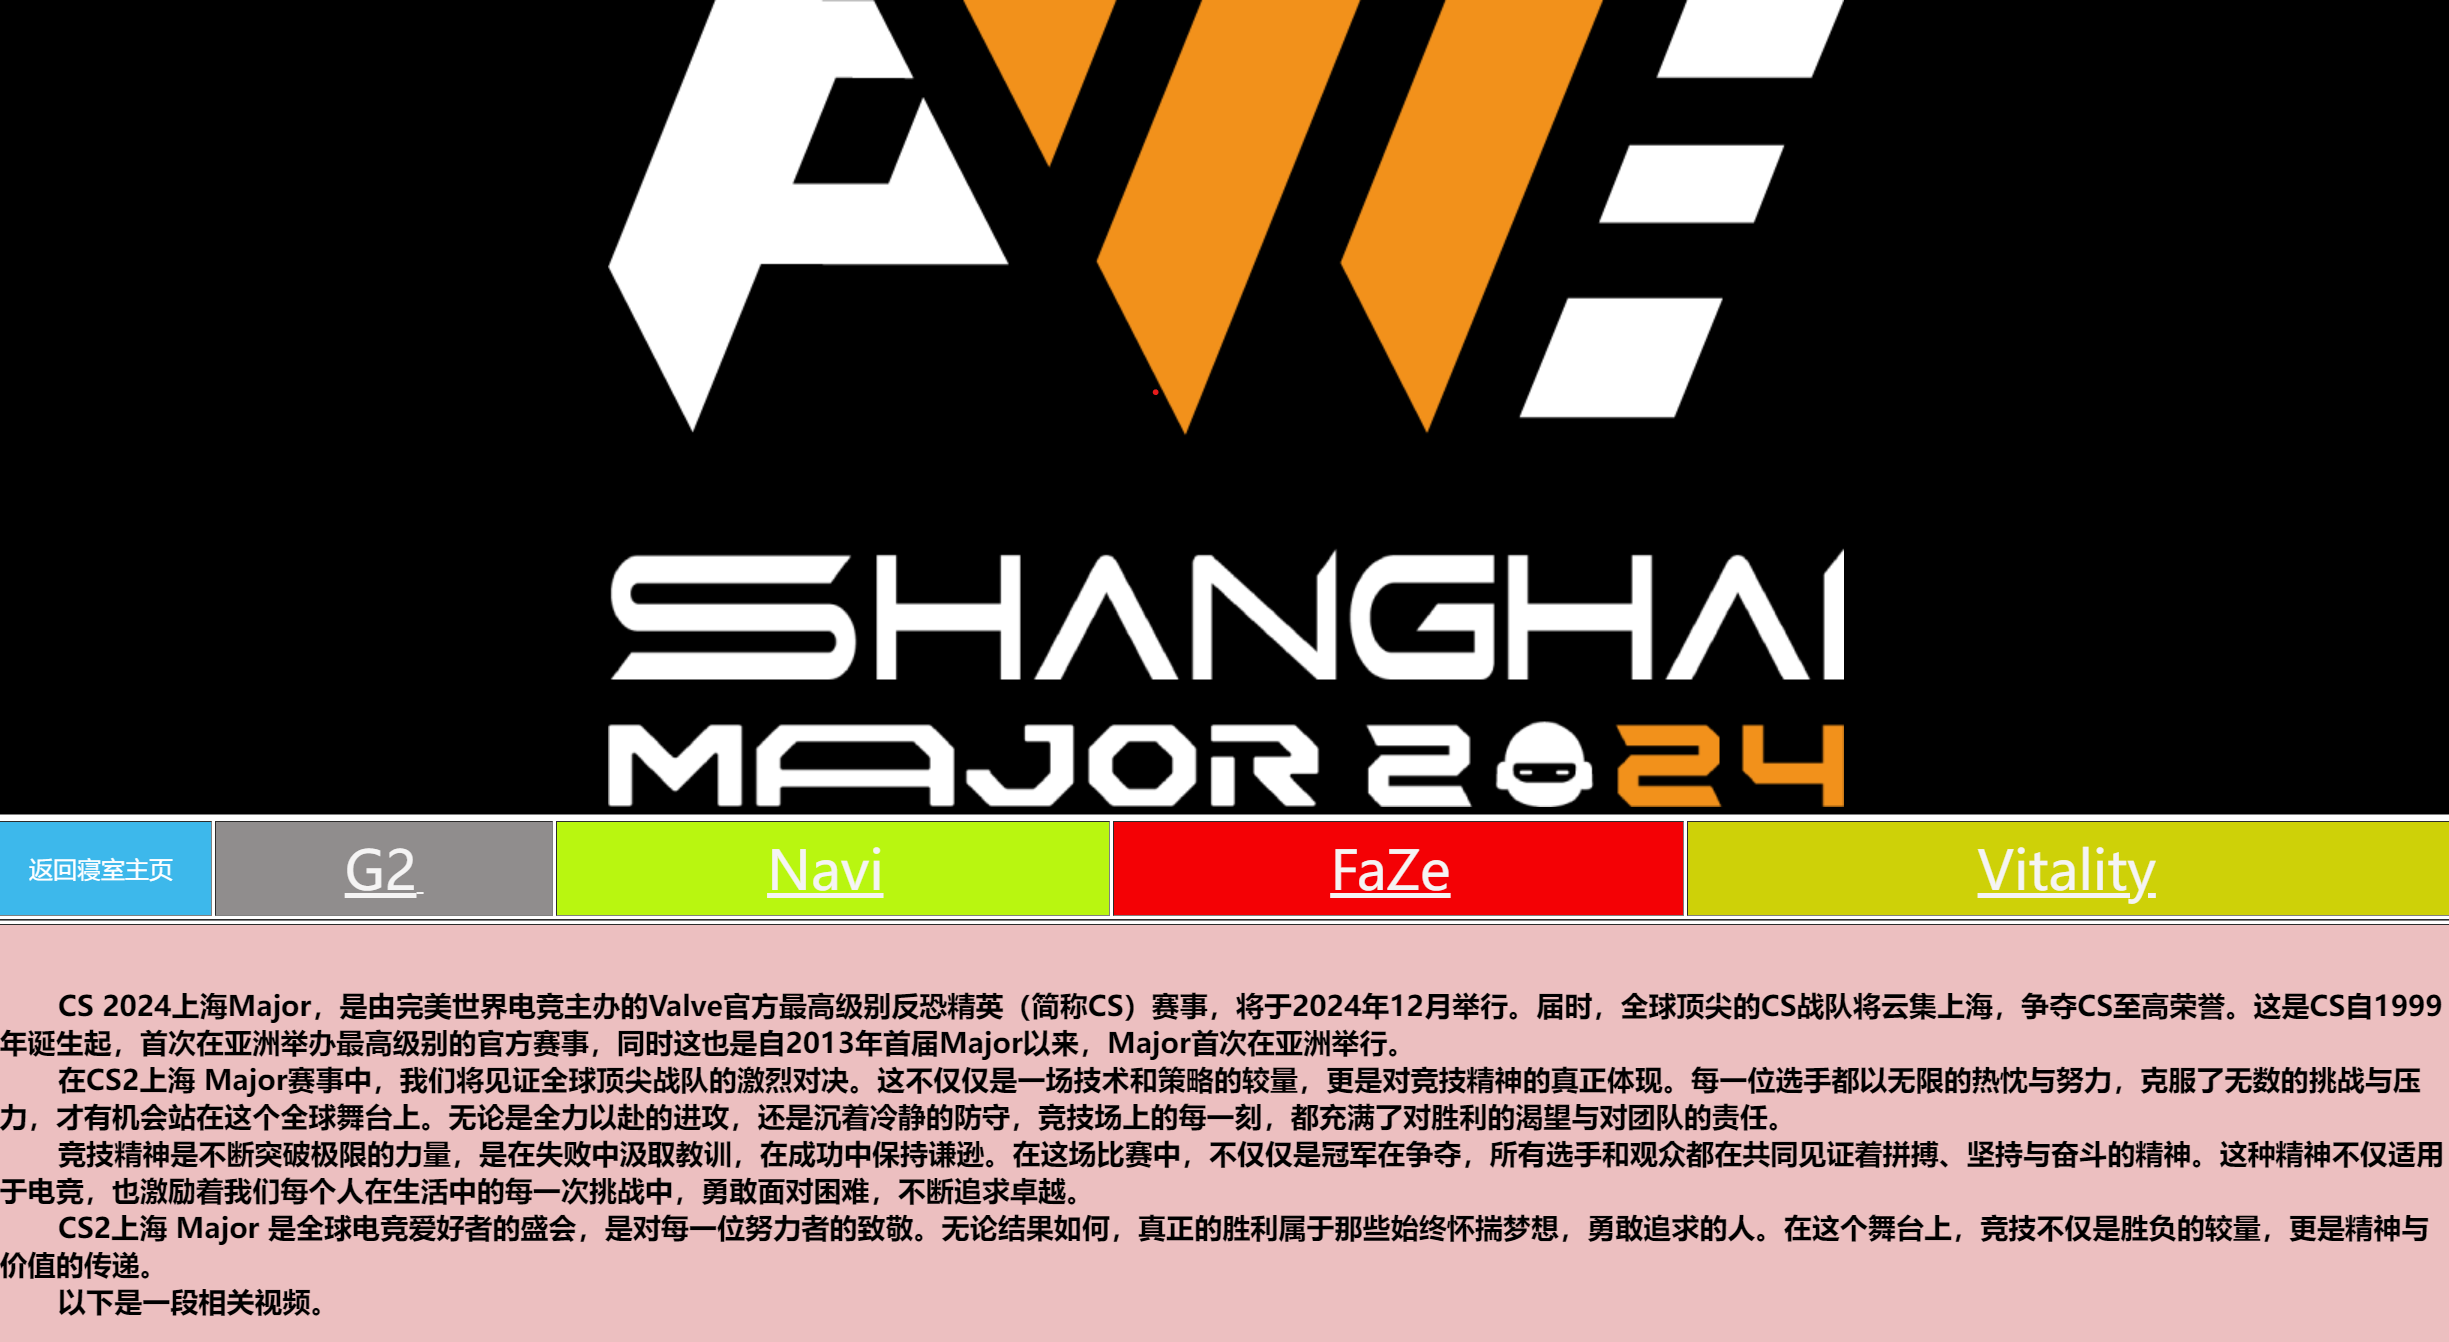 SHANGHAI
MAJOR 2024
返回寝室主页 G2 Navi FaZe Vitality
CS 2024上海Major，是由完美世界电竞主办的Valve官方最高级别反恐精英（简称CS）赛事，将于2024年12月举行。届时，全球顶尖的CS战队将云集上海，争夺CS至高荣誉。这是CS自1999
年诞生起，首次在亚洲举办最高级别的官方赛事，同时这也是自2013年首届Major以来，Major首次在亚洲举行。
在CS2上海 Major赛事中，我们将见证全球顶尖战队的激烈对决。这不仅仅是一场技术和策略的较量，更是对竞技精神的真正体现。每一位选手都以无限的热忱与努力，克服了无数的挑战与压
力，才有机会站在这个全球舞台上。无论是全力以赴的进攻，还是沉着冷静的防守，竞技场上的每一刻，都充满了对胜利的渴望与对团队的责任。
竞技精神是不断突破极限的力量，是在失败中汲取教训，在成功中保持谦逊。在这场比赛中，不仅仅是冠军在争夺，所有选手和观众都在共同见证着拼搏、坚持与奋斗的精神。这种精神不仅适用
于电竞，也激励着我们每个人在生活中的每一次挑战中，勇敢面对困难，不断追求卓越。
CS2上海 Major 是全球电竞爱好者的盛会，是对每一位努力者的致敬。无论结果如何，真正的胜利属于那些始终怀揣梦想，勇敢追求的人。在这个舞台上，竞技不仅是胜负的较量，更是精神与
价值的传递。
以下是一段相关视频。